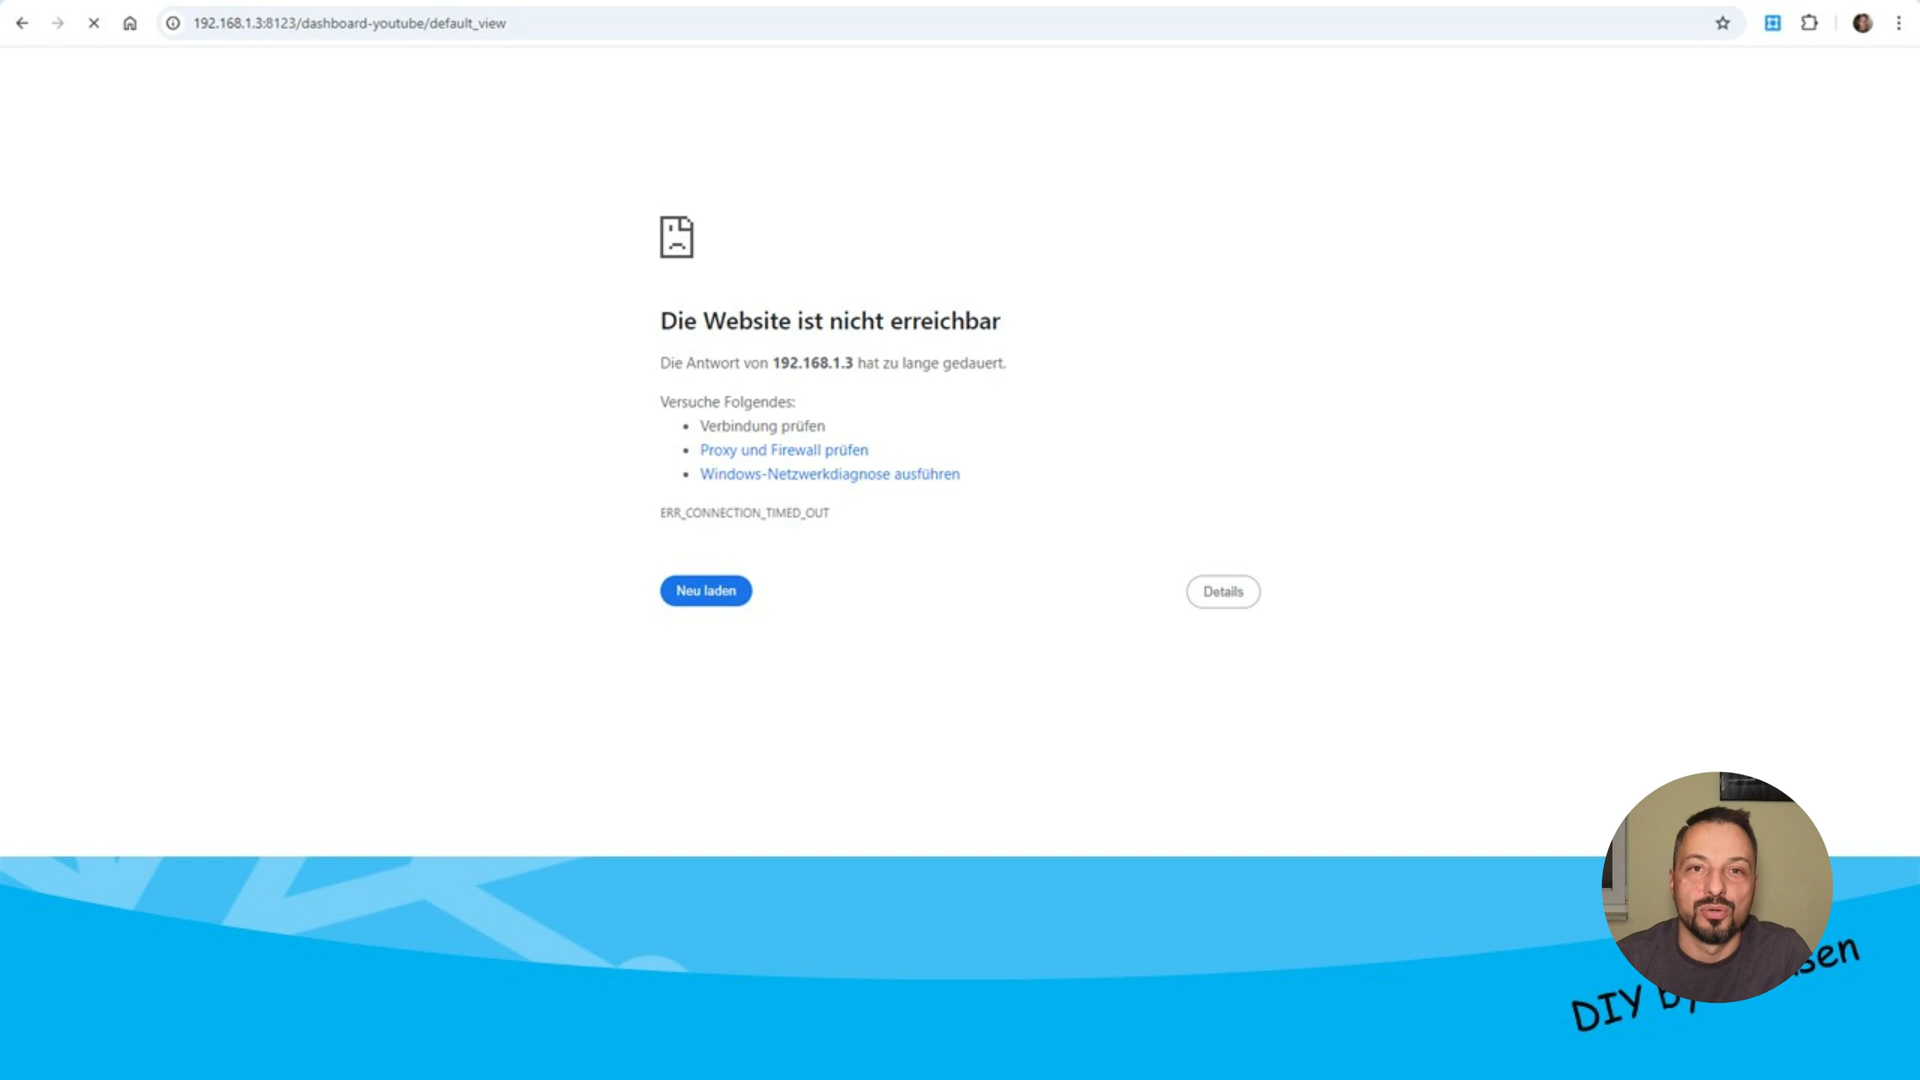 192.168.1.3:8123/dashboard-youtube/default_view
Die Website ist nicht erreichbar
Die Antwort von 192.168.1.3 hat zu lange gedauert.
Versuche Folgendes:
• Verbindung prüfen
• Proxy und Firewall prüfen
• Windows-Netzwerkdiagnose ausführen
ERR_CONNECTION_TIMED_OUT
Neu laden
Details
DIY